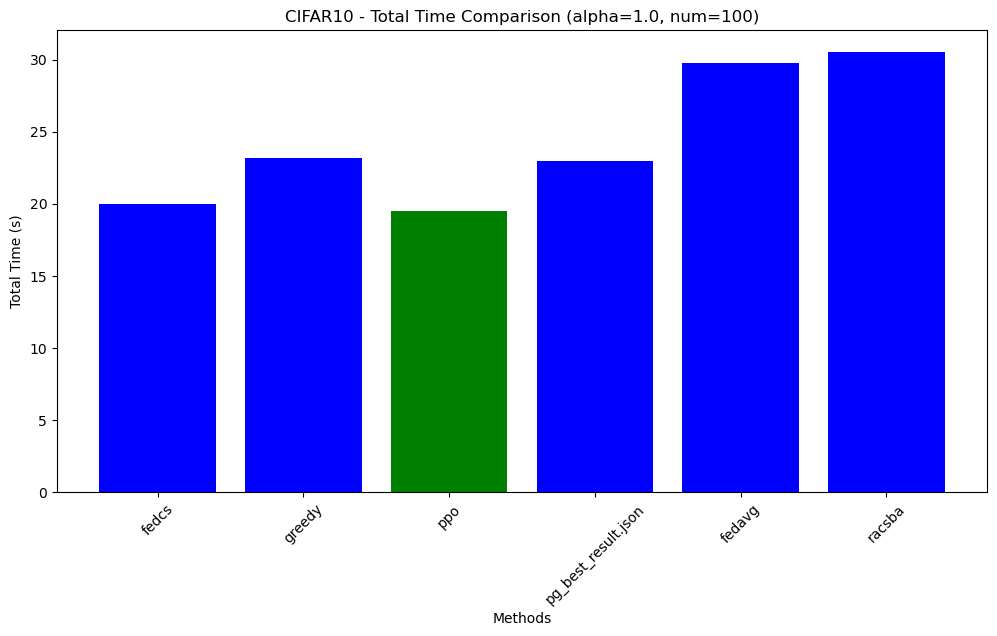 CIFAR10 - Total Time Comparison (alpha=1.0, num=100)
Total Time (s)
30
25
20
15
10
5
0
fedcs
greedy
ppo
pg_best_result.json
fedavg
racsba
Methods